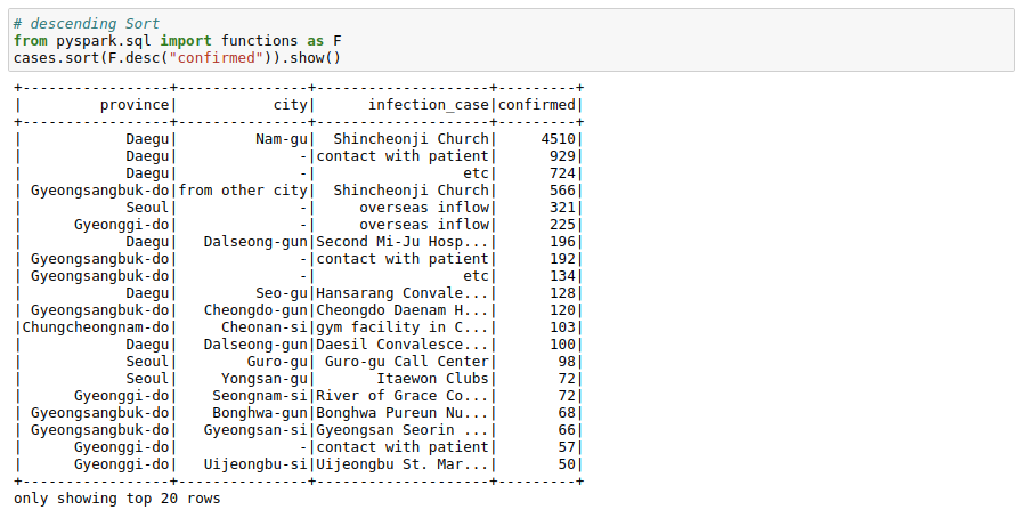 # descending Sort
from pyspark.sql import functions as F
cases.sort(F.desc("confirmed")).show()
+-----------------+---------------+--------------------+---------+
|         province|           city|      infection_case|confirmed|
+-----------------+---------------+--------------------+---------+
|            Daegu|         Nam-gu|  Shincheonji Church|     4510|
|            Daegu|              -|contact with patient|      929|
|            Daegu|              -|                 etc|      724|
| Gyeongsangbuk-do|from other city|  Shincheonji Church|      566|
|            Seoul|              -|     overseas inflow|      321|
|      Gyeonggi-do|              -|     overseas inflow|      225|
|            Daegu|   Dalseong-gun|Second Mi-Ju Hosp...|      196|
| Gyeongsangbuk-do|              -|contact with patient|      192|
| Gyeongsangbuk-do|              -|                 etc|      134|
|            Daegu|         Seo-gu|Hansarang Convale...|      128|
| Gyeongsangbuk-do|   Cheongdo-gun|Cheongdo Daenam H...|      120|
|Chungcheongnam-do|     Cheonan-si|gym facility in C...|      103|
|            Daegu|   Dalseong-gun|Daesil Convalesce...|      100|
|            Seoul|        Guro-gu| Guro-gu Call Center|       98|
|            Seoul|     Yongsan-gu|       Itaewon Clubs|       72|
|      Gyeonggi-do|    Seongnam-si|River of Grace Co...|       72|
| Gyeongsangbuk-do|    Bonghwa-gun|Bonghwa Pureun Nu...|       68|
| Gyeongsangbuk-do|   Gyeongsan-si|Gyeongsan Seorin ...|       66|
|      Gyeonggi-do|              -|contact with patient|       57|
|      Gyeonggi-do|   Uijeongbu-si|Uijeongbu St. Mar...|       50|
+-----------------+---------------+--------------------+---------+
only showing top 20 rows